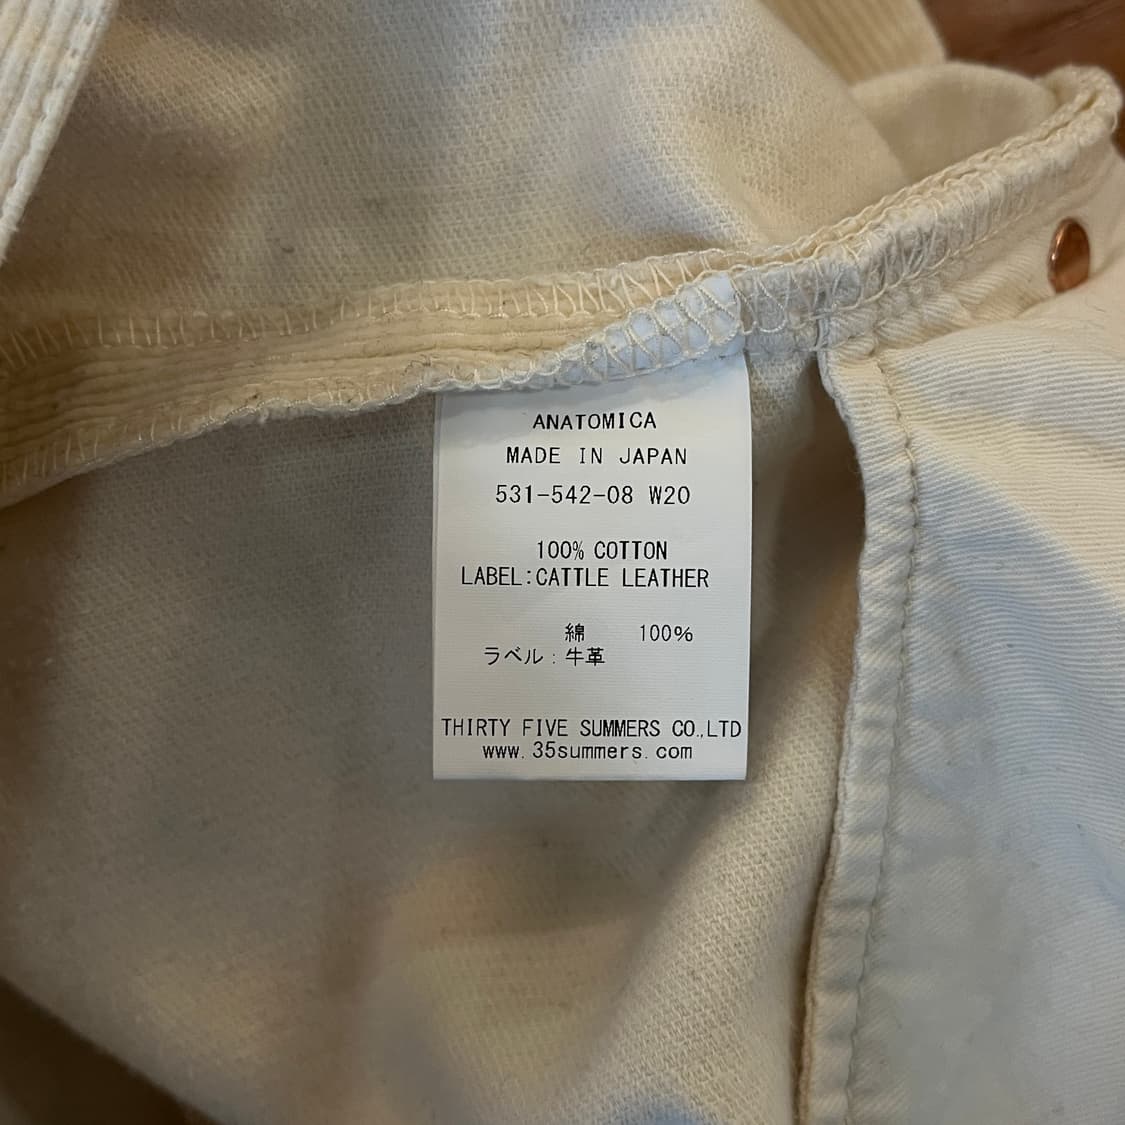 ANATOMICA
MADE IN JAPAN
531-542-08 W20
100% COTTON
LABEL:CATTLE LEATHER
綿 100%
ラベル:牛革
THIRTY FIVE SUMMERS CO.,LTD
www.35summers.com